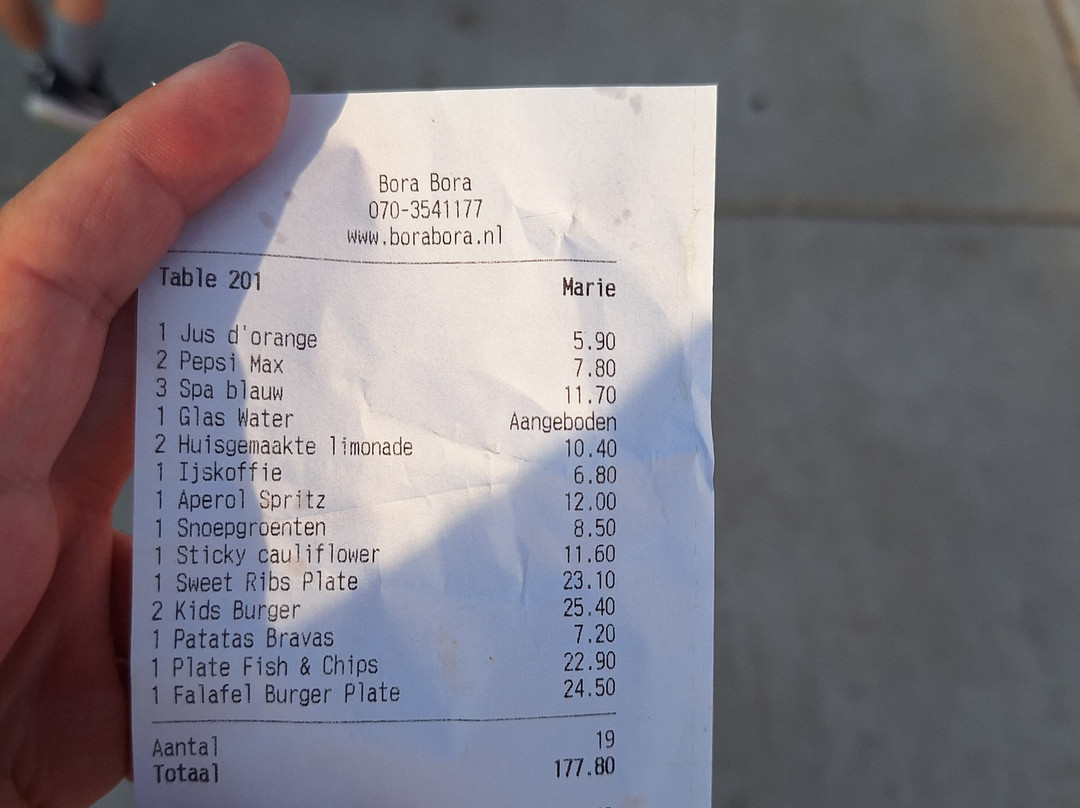 Bora Bora
070-3541177
www.borabora.nl
Table 201 Marie
1 Jus d'orange 5.90
2 Pepsi Max 7.80
3 Spa blauw 11.70
1 Glas Water Aangeboden
2 Huisgemaakte limonade 10.40
1 Ijskoffie 6.80
1 Aperol Spritz 12.00
1 Snoepgroenten 8.50
1 Sticky cauliflower 11.60
1 Sweet Ribs Plate 23.10
2 Kids Burger 25.40
1 Patatas Bravas 7.20
1 Plate Fish & Chips 22.90
1 Falafel Burger Plate 24.50
Aantal 19
Totaal 177.80